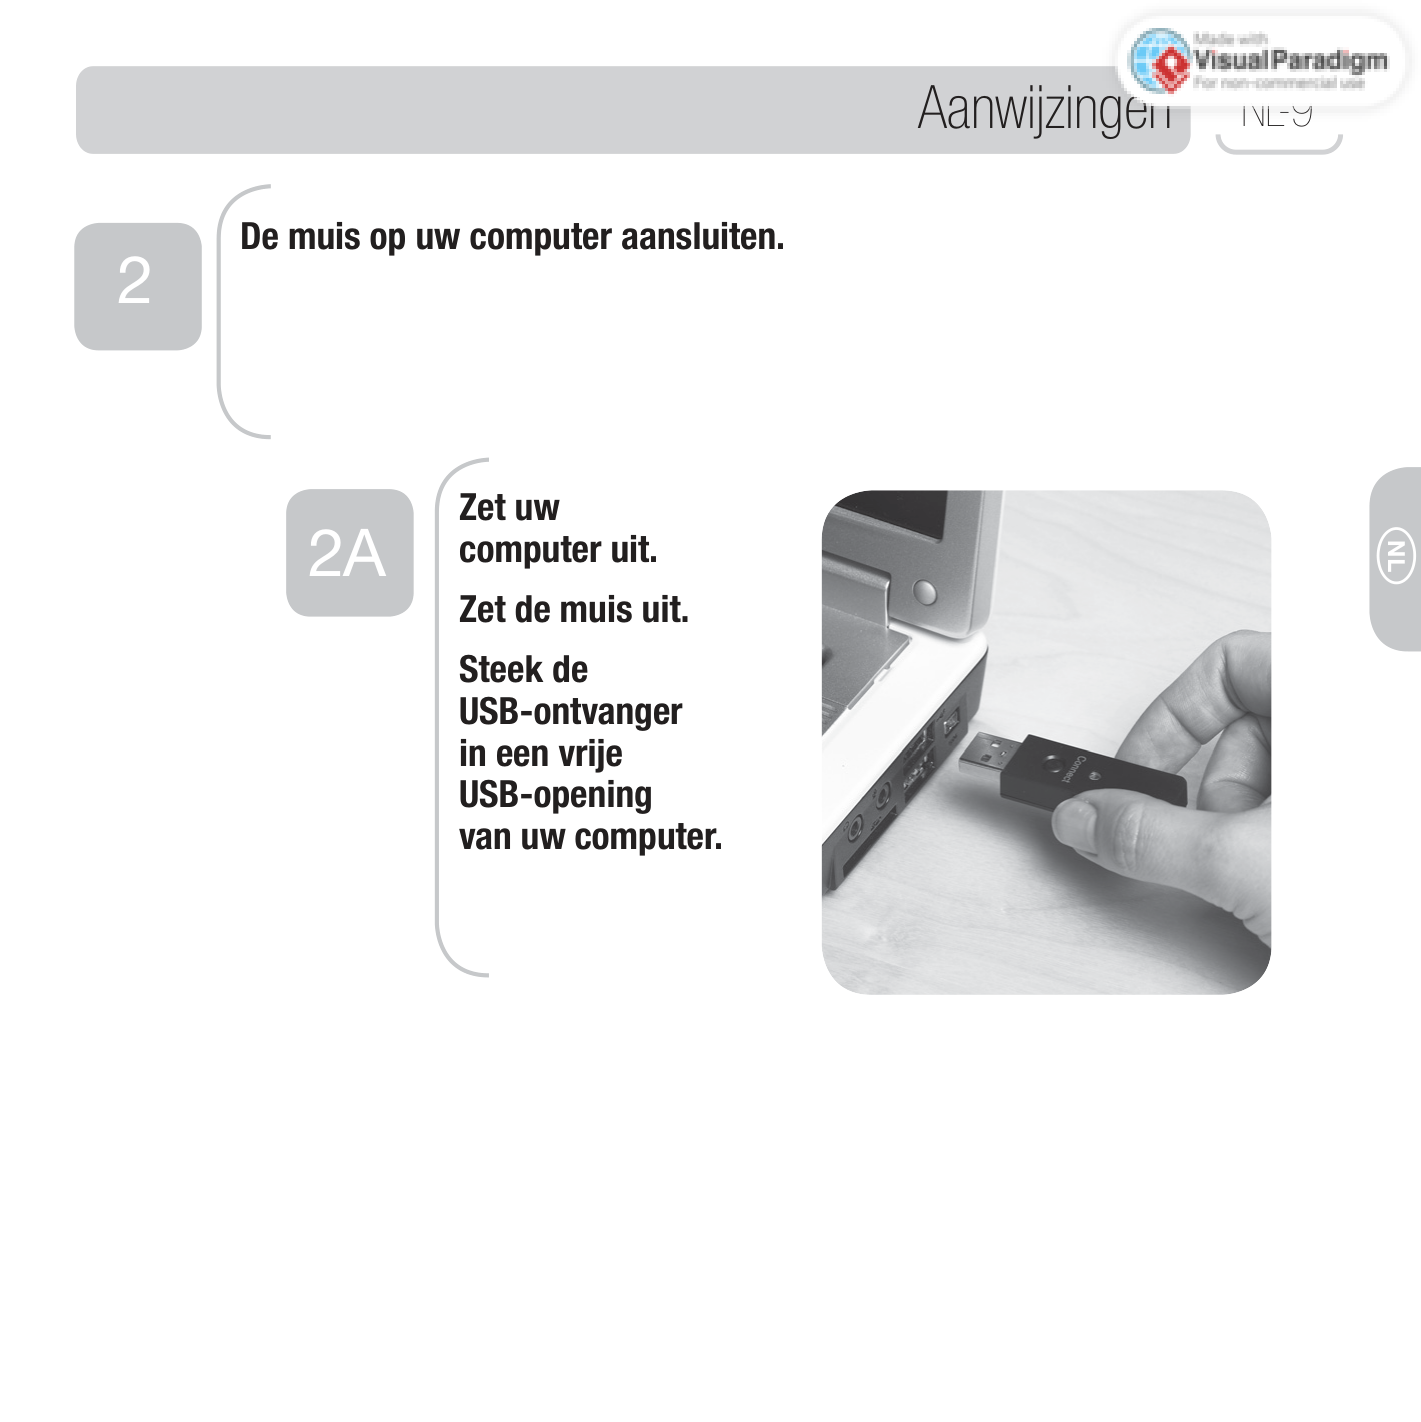 Made with
VisualParadigm
For non-commercial use
Aanwijzingen
NL-9
2
De muis op uw computer aansluiten.
2A
Zet uw
computer uit.
Zet de muis uit.
Steek de
USB-ontvanger
in een vrije
USB-opening
van uw computer.
NL
Connect